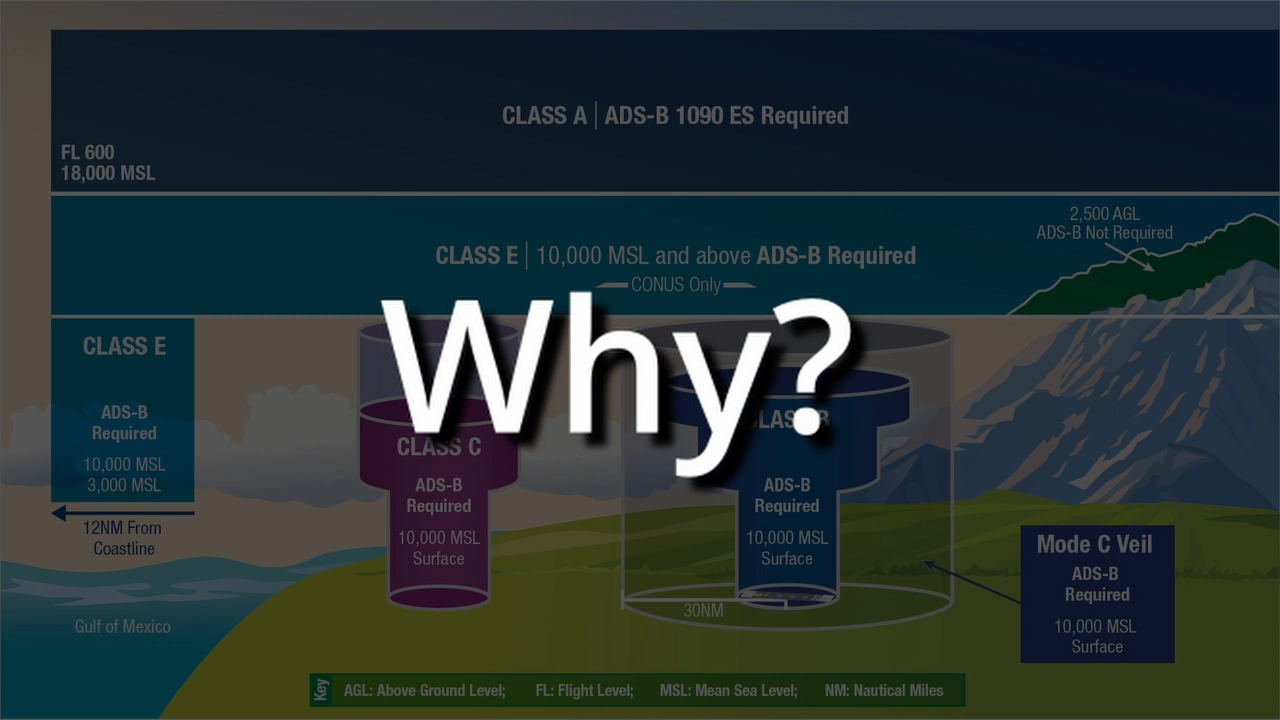 CLASS A | ADS-B 1090 ES Required
FL 600
18,000 MSL
2,500 AGL
ADS-B Not Required
CLASS E | 10,000 MSL and above ADS-B Required
CONUS Only
Why?
CLASS E
ADS-B
Required
10,000 MSL
3,000 MSL
12NM From
Coastline
CLASS C
ADS-B
Required
10,000 MSL
Surface
CLASS B
ADS-B
Required
10,000 MSL
Surface
30NM
Mode C Veil
ADS-B
Required
10,000 MSL
Surface
Gulf of Mexico
Key
AGL: Above Ground Level; FL: Flight Level; MSL: Mean Sea Level; NM: Nautical Miles